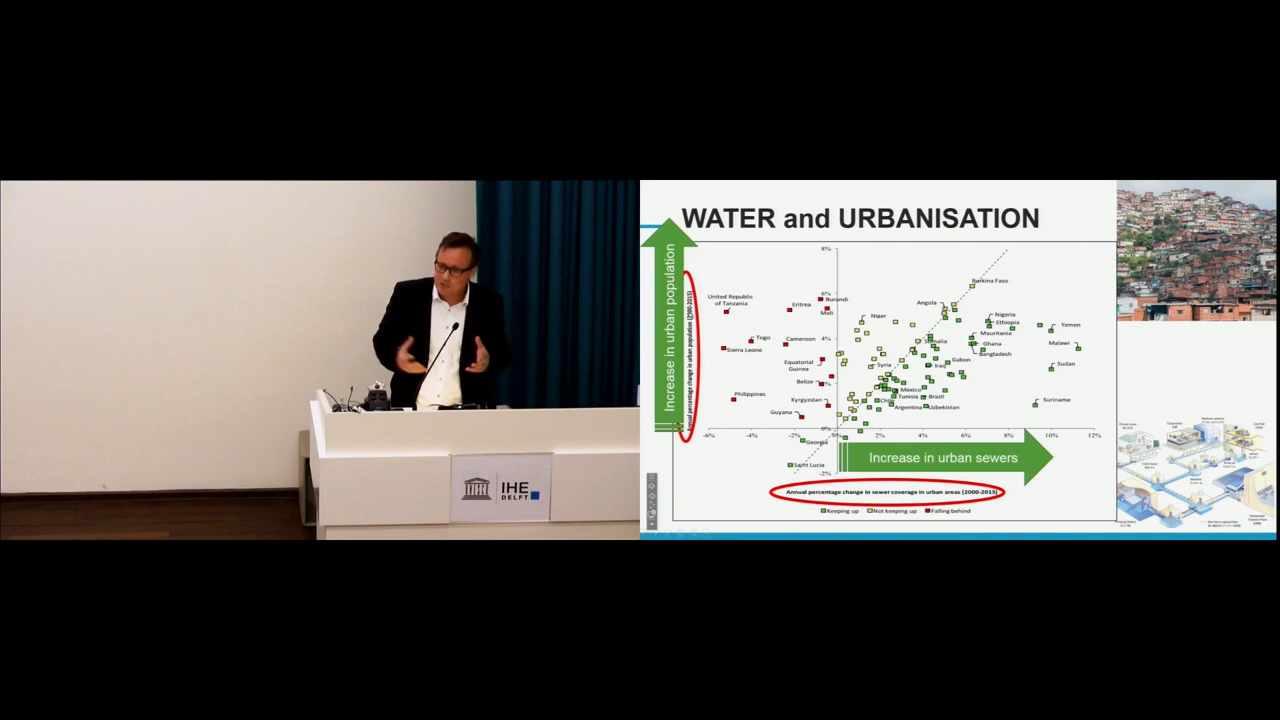 IHE
DELFT
WATER and URBANISATION
Increase in urban population
Annual percentage change in urban population (2000-2015)
8%
6%
4%
2%
0%
-2%
-6%
-4%
-2%
2%
4%
6%
8%
10%
12%
Burkina Faso
United Republic
of Tanzania
Eritrea
Burundi
Mali
Angola
Niger
Nigeria
Ethiopia
Yemen
Mauritania
Togo
Cameroon
Somalia
Ghana
Malawi
Sierra Leone
Bangladesh
Equatorial
Guinea
Syria
Iraq
Gabon
Sudan
Belize
Mexico
Philippines
Kyrgyzstan
Chile
Tunisia
Brazil
Suriname
Guyana
Argentina
Uzbekistan
Georgia
Saint Lucia
Increase in urban sewers
Annual percentage change in sewer coverage in urban areas (2000-2015)
Keeping up
Not keeping up
Falling behind